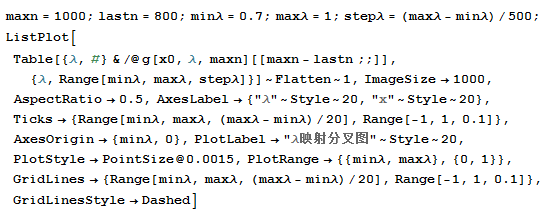 maxn = 1000; lastn = 800; minλ = 0.7; maxλ = 1; stepλ = (maxλ - minλ) / 500;
ListPlot[
Table[{λ, #} & /@ g[x0, λ, maxn][[maxn - lastn ;;]],
{λ, Range[minλ, maxλ, stepλ]}] ~ Flatten ~ 1, ImageSize → 1000,
AspectRatio → 0.5, AxesLabel → {"λ" ~ Style ~ 20, "x" ~ Style ~ 20},
Ticks → {Range[minλ, maxλ, (maxλ - minλ) / 20], Range[-1, 1, 0.1]},
AxesOrigin → {minλ, 0}, PlotLabel → "λ映射分叉图" ~ Style ~ 20,
PlotStyle → PointSize@0.0015, PlotRange → {{minλ, maxλ}, {0, 1}},
GridLines → {Range[minλ, maxλ, (maxλ - minλ) / 20], Range[-1, 1, 0.1]},
GridLinesStyle → Dashed]